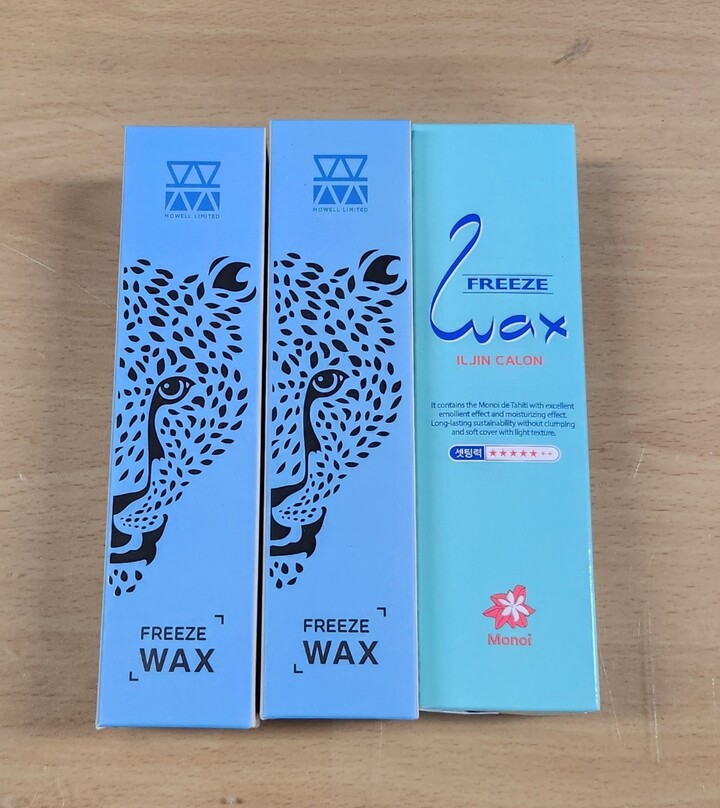 MOWELL LIMITED
FREEZE
WAX
MOWELL LIMITED
FREEZE
WAX
FREEZE
Wax
ILJIN CALON
It contains the Monoi de Tahiti with excellent
emollient effect and moisturizing effect.
Long-lasting sustainability without clumping
and soft cover with light texture.
셋팅력 ★★★★★++
Monoi